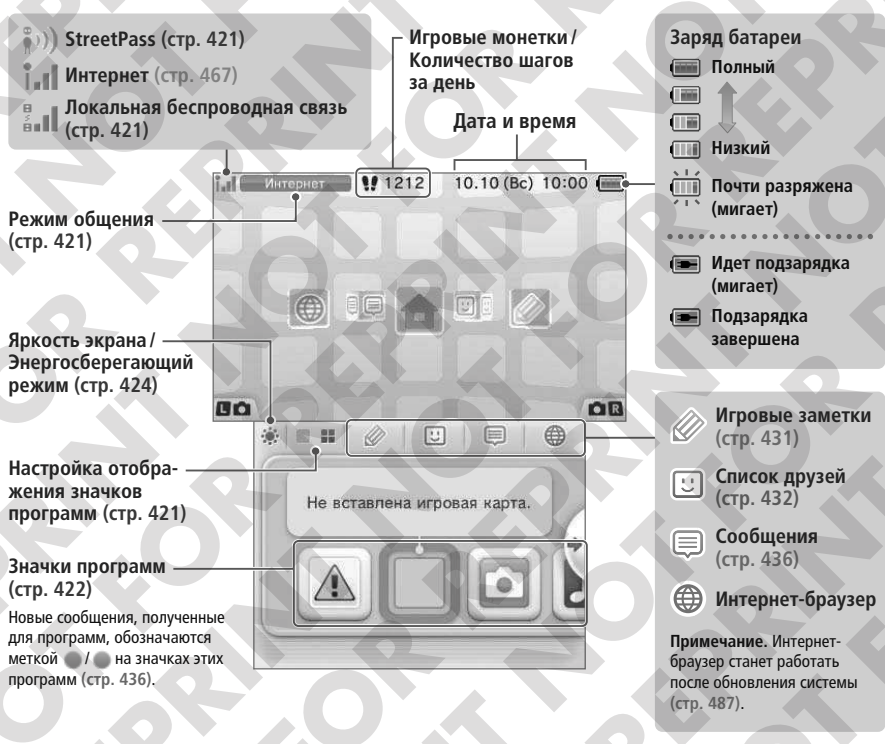 StreetPass (стр. 421)
Интернет (стр. 467)
Локальная беспроводная связь
(стр. 421)
Игровые монетки /
Количество шагов
за день
Дата и время
Интернет
1212
10.10 (Вс) 10:00
Режим общения
(стр. 421)
Яркость экрана /
Энергосберегающий
режим (стр. 424)
L
R
Настройка отобра-
жения значков
программ (стр. 421)
Не вставлена игровая карта.
Значки программ
(стр. 422)
Новые сообщения, полученные
для программ, обозначаются
меткой / на значках этих
программ (стр. 436).
Заряд батареи
Полный
Низкий
Почти разряжена
(мигает)
Идет подзарядка
(мигает)
Подзарядка
завершена
Игровые заметки
(стр. 431)
Список друзей
(стр. 432)
Сообщения
(стр. 436)
Интернет-браузер
Примечание. Интернет-
браузер станет работать
после обновления системы
(стр. 487).
NOT FOR REPRINT